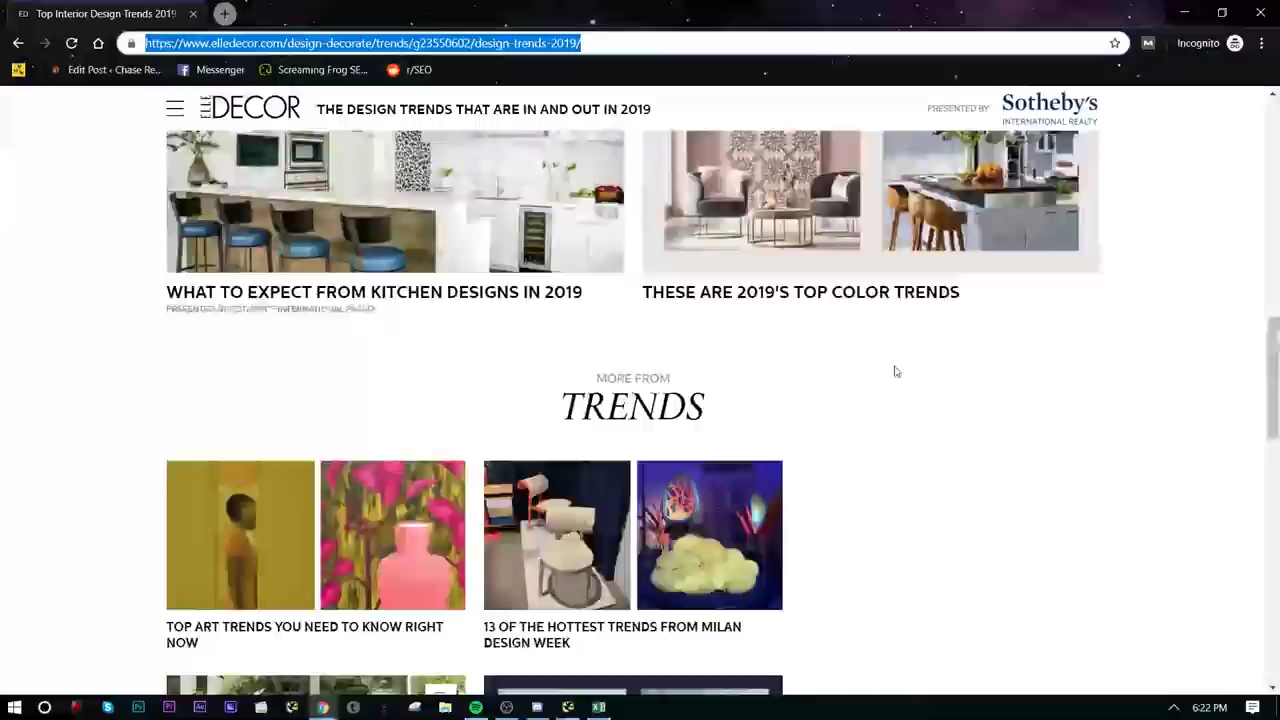 ED Top Interior Design Trends 2019
https://www.elledecor.com/design-decorate/trends/g23550602/design-trends-2019/
Incognito
Edit Post ‹ Chase Re...
Messenger
Screaming Frog SE...
r/SEO
ELLE DECOR
THE DESIGN TRENDS THAT ARE IN AND OUT IN 2019
PRESENTED BY
Sotheby's
INTERNATIONAL REALTY
WHAT TO EXPECT FROM KITCHEN DESIGNS IN 2019
THESE ARE 2019'S TOP COLOR TRENDS
MORE FROM
TRENDS
TOP ART TRENDS YOU NEED TO KNOW RIGHT
NOW
13 OF THE HOTTEST TRENDS FROM MILAN
DESIGN WEEK
6:22 PM